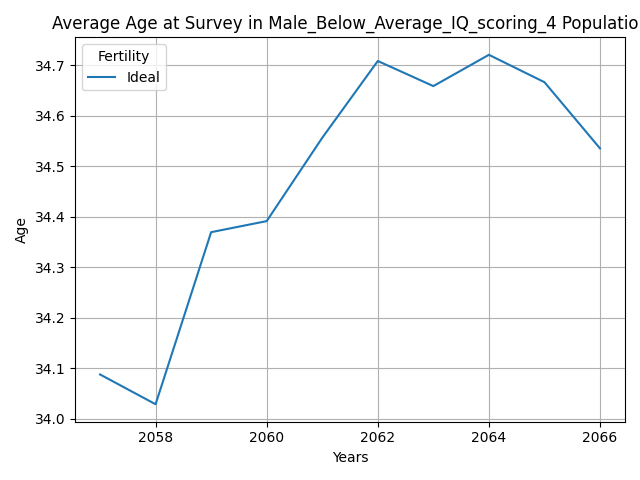 Average Age at Survey in Male_Below_Average_IQ_scoring_4 Populatio
Fertility
Ideal
34.7
34.6
34.5
34.4
34.3
34.2
34.1
34.0
Age
2058 2060 2062 2064 2066
Years